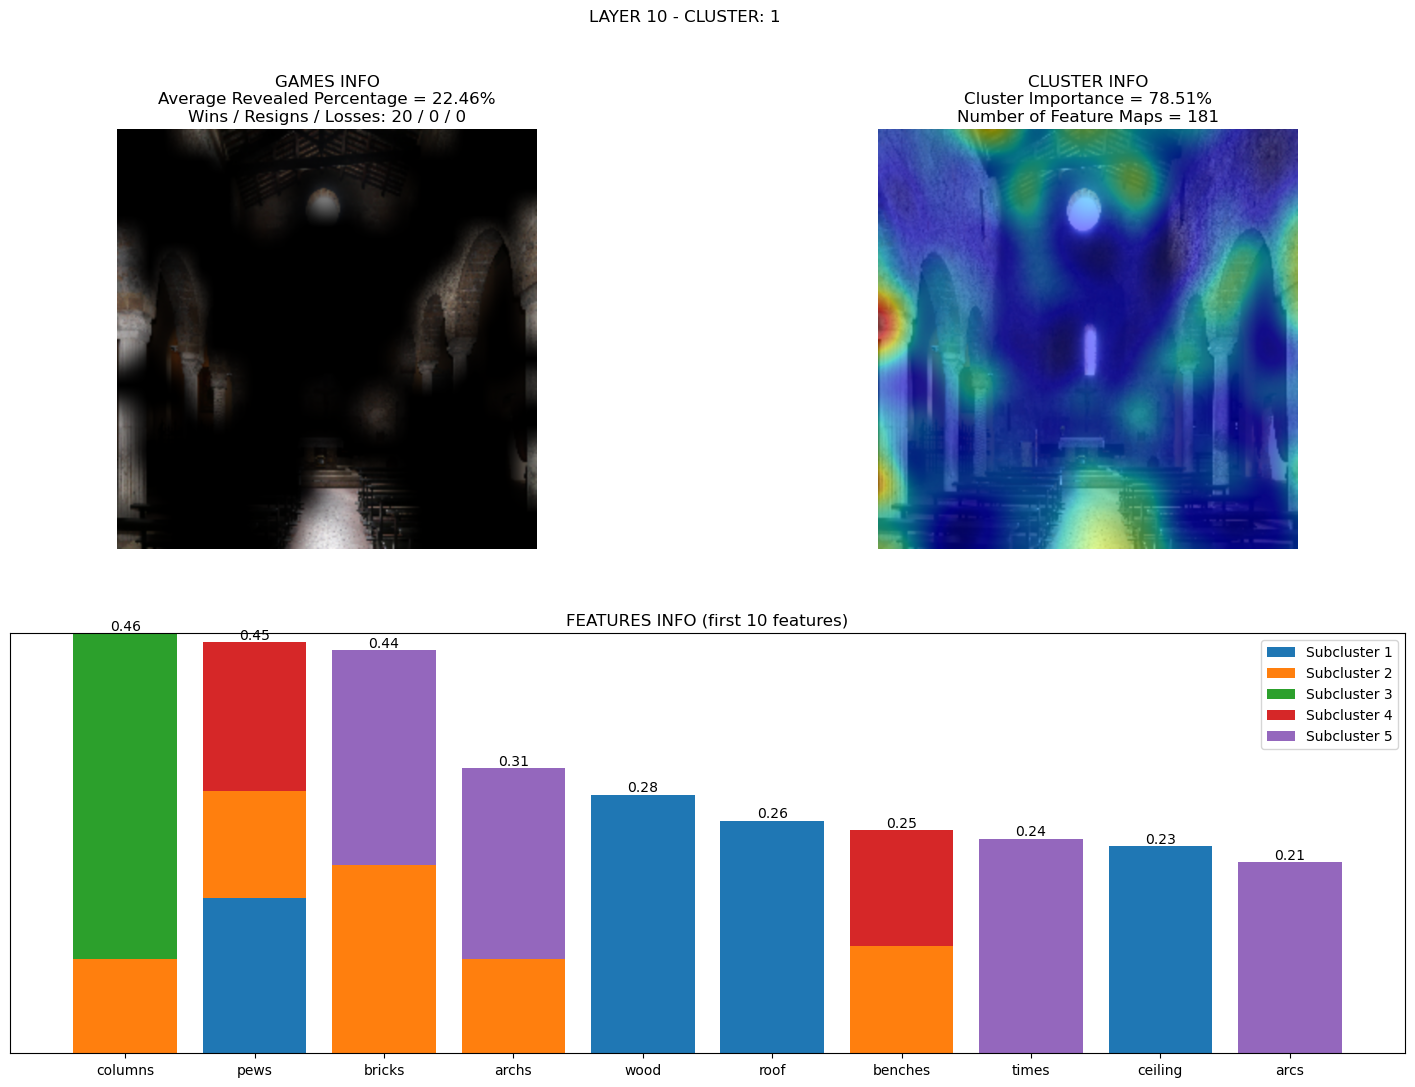 LAYER 10 - CLUSTER: 1
GAMES INFO
Average Revealed Percentage = 22.46%
Wins / Resigns / Losses: 20 / 0 / 0
CLUSTER INFO
Cluster Importance = 78.51%
Number of Feature Maps = 181
FEATURES INFO (first 10 features)
0.46
0.45
0.44
0.31
0.28
0.26
0.25
0.24
0.23
0.21
Subcluster 1
Subcluster 2
Subcluster 3
Subcluster 4
Subcluster 5
columns
pews
bricks
archs
wood
roof
benches
times
ceiling
arcs